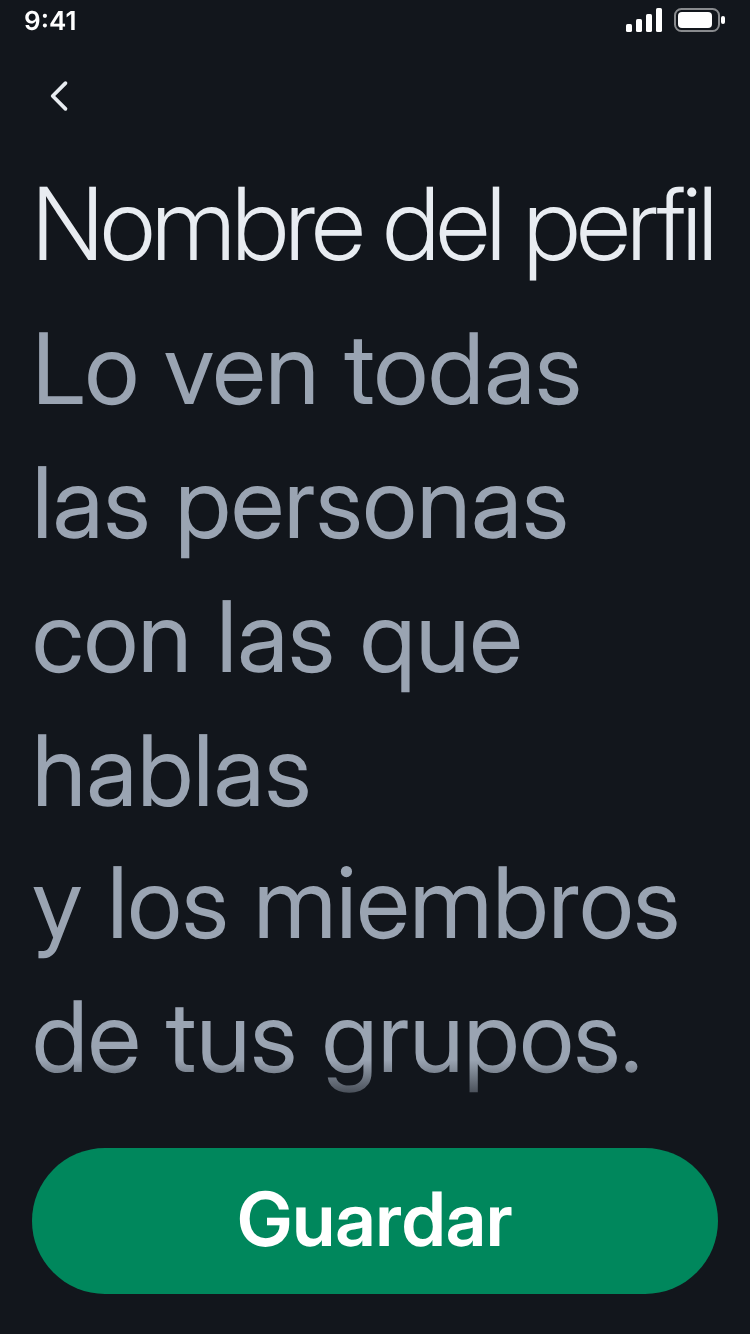 9:41
Nombre del perfil
Lo ven todas
las personas
con las que
hablas
y los miembros
de tus grupos.
Guardar